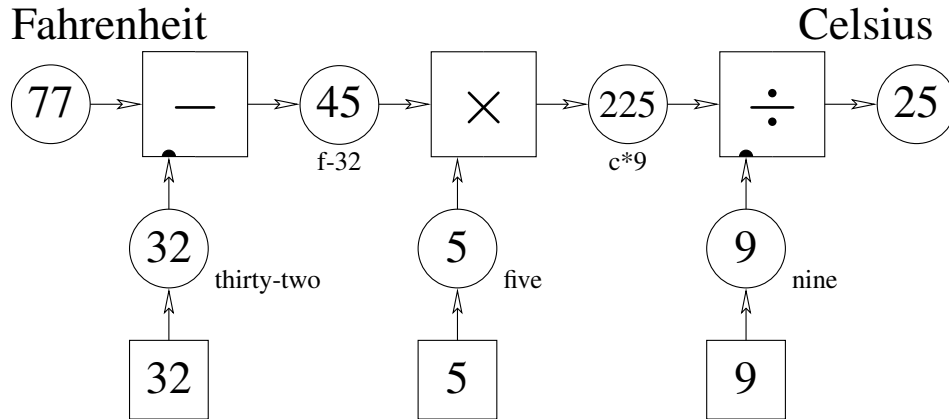 Fahrenheit Celsius
77 − 45 × 225 ÷ 25
f-32 c*9
32 5 9
thirty-two five nine
32 5 9